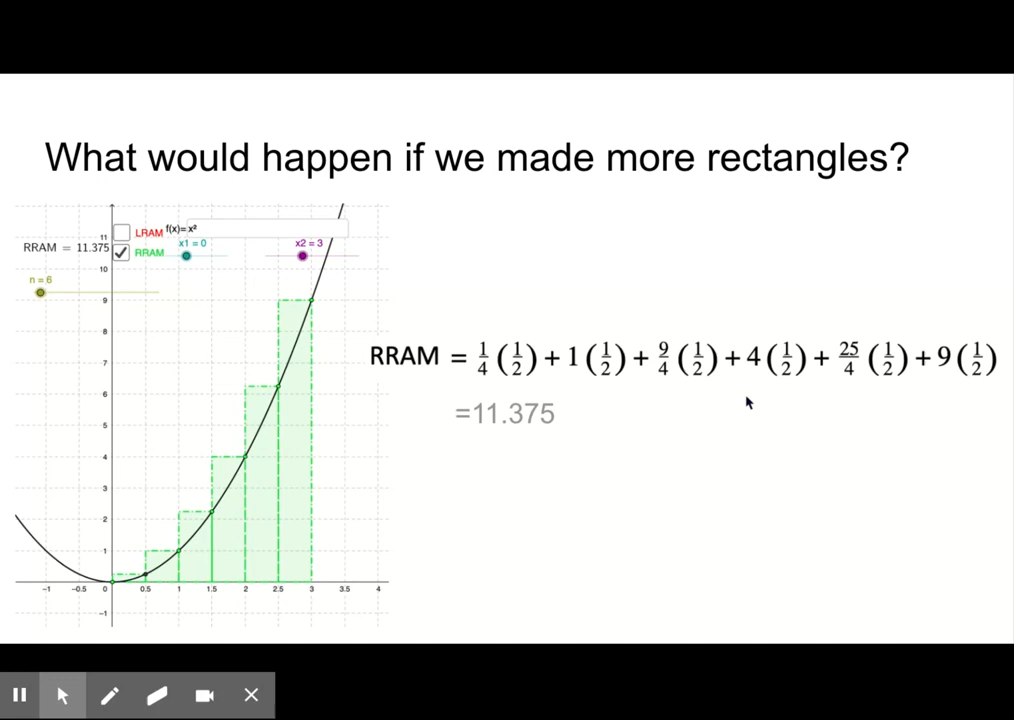 What would happen if we made more rectangles?
LRAM f(x)= x²
RRAM = 11.375
RRAM
x1 = 0
x2 = 3
n = 6
11
10
9
8
7
6
5
4
3
2
1
−1
−1 −0.5 0 0.5 1 1.5 2 2.5 3 3.5 4
RRAM = 1/4 (1/2) + 1 (1/2) + 9/4 (1/2) + 4 (1/2) + 25/4 (1/2) + 9 (1/2)
=11.375